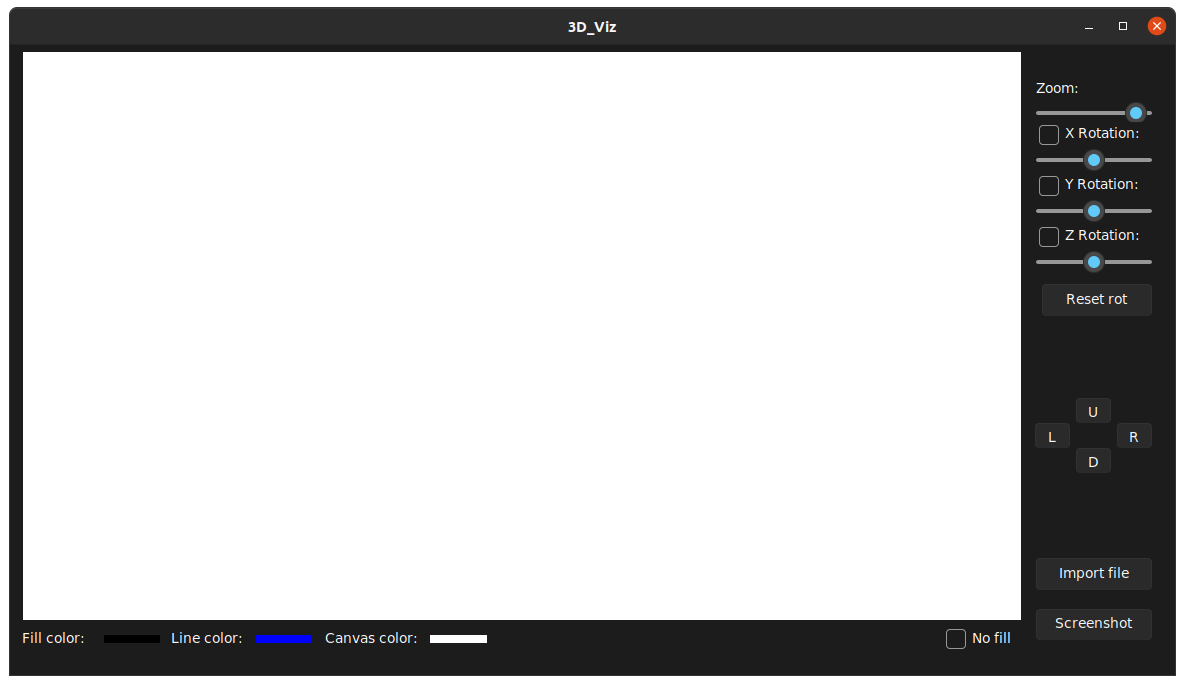 3D_Viz
Zoom:
X Rotation:
Y Rotation:
Z Rotation:
Reset rot
U
L R
D
Import file
Screenshot
Fill color: Line color: Canvas color: No fill